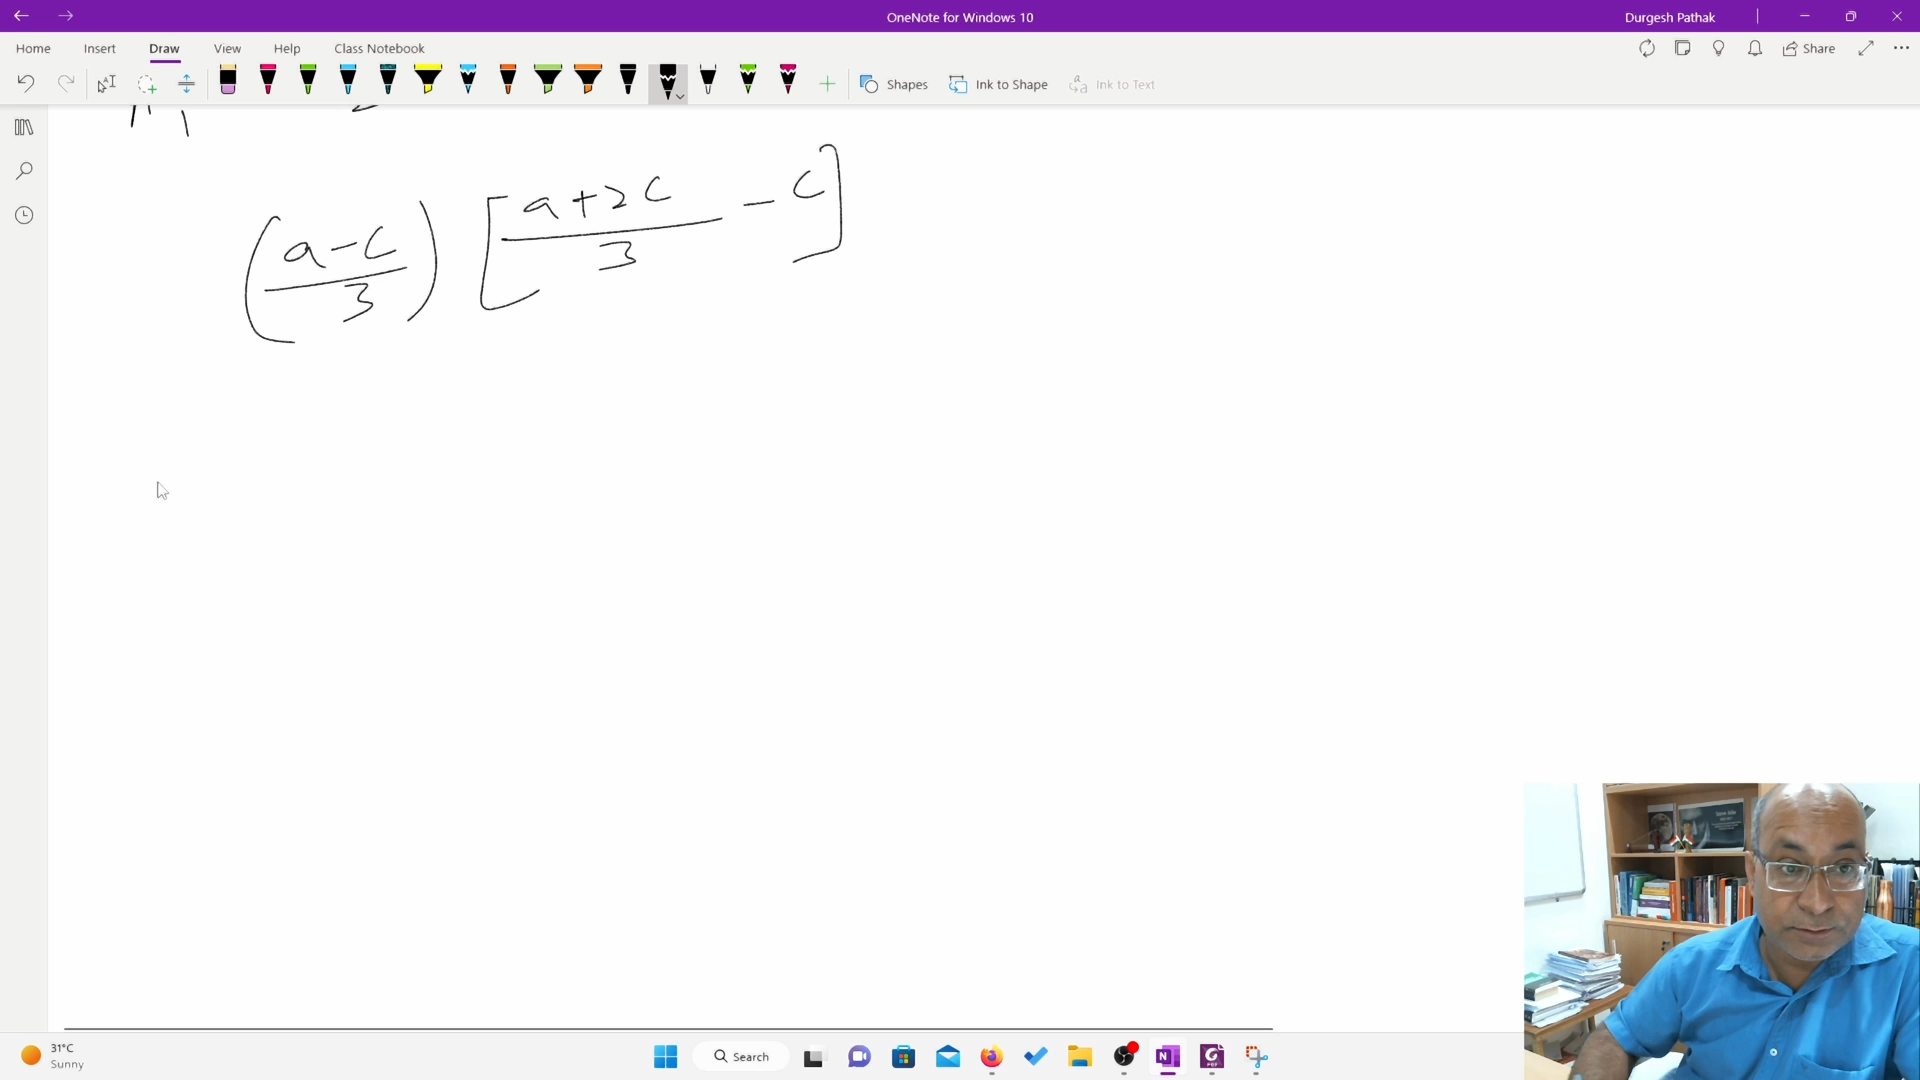 OneNote for Windows 10
Durgesh Pathak
Home Insert Draw View Help Class Notebook
Share
Shapes Ink to Shape Ink to Text
(a-c/3) [a+2c/3 - c]
31°C
Sunny
Search